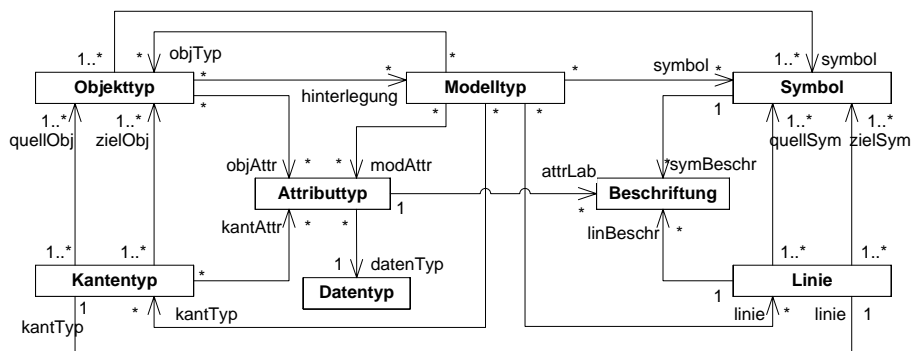 objTyp
1..* * * symbol * 1..* symbol
Objekttyp * * Modelltyp * Symbol
* hinterlegung * * * 1
1..* 1..* 1..* 1..*
quellObj zielObj quellSym zielSym
objAttr * * modAttr attrLab * symBeschr
Attributtyp 1 * Beschriftung
kantAttr * * linBeschr *
1..* 1..* 1 datenTyp 1..* 1..*
Kantentyp * Datentyp 1 Linie
1 * kantTyp linie * linie 1
kantTyp